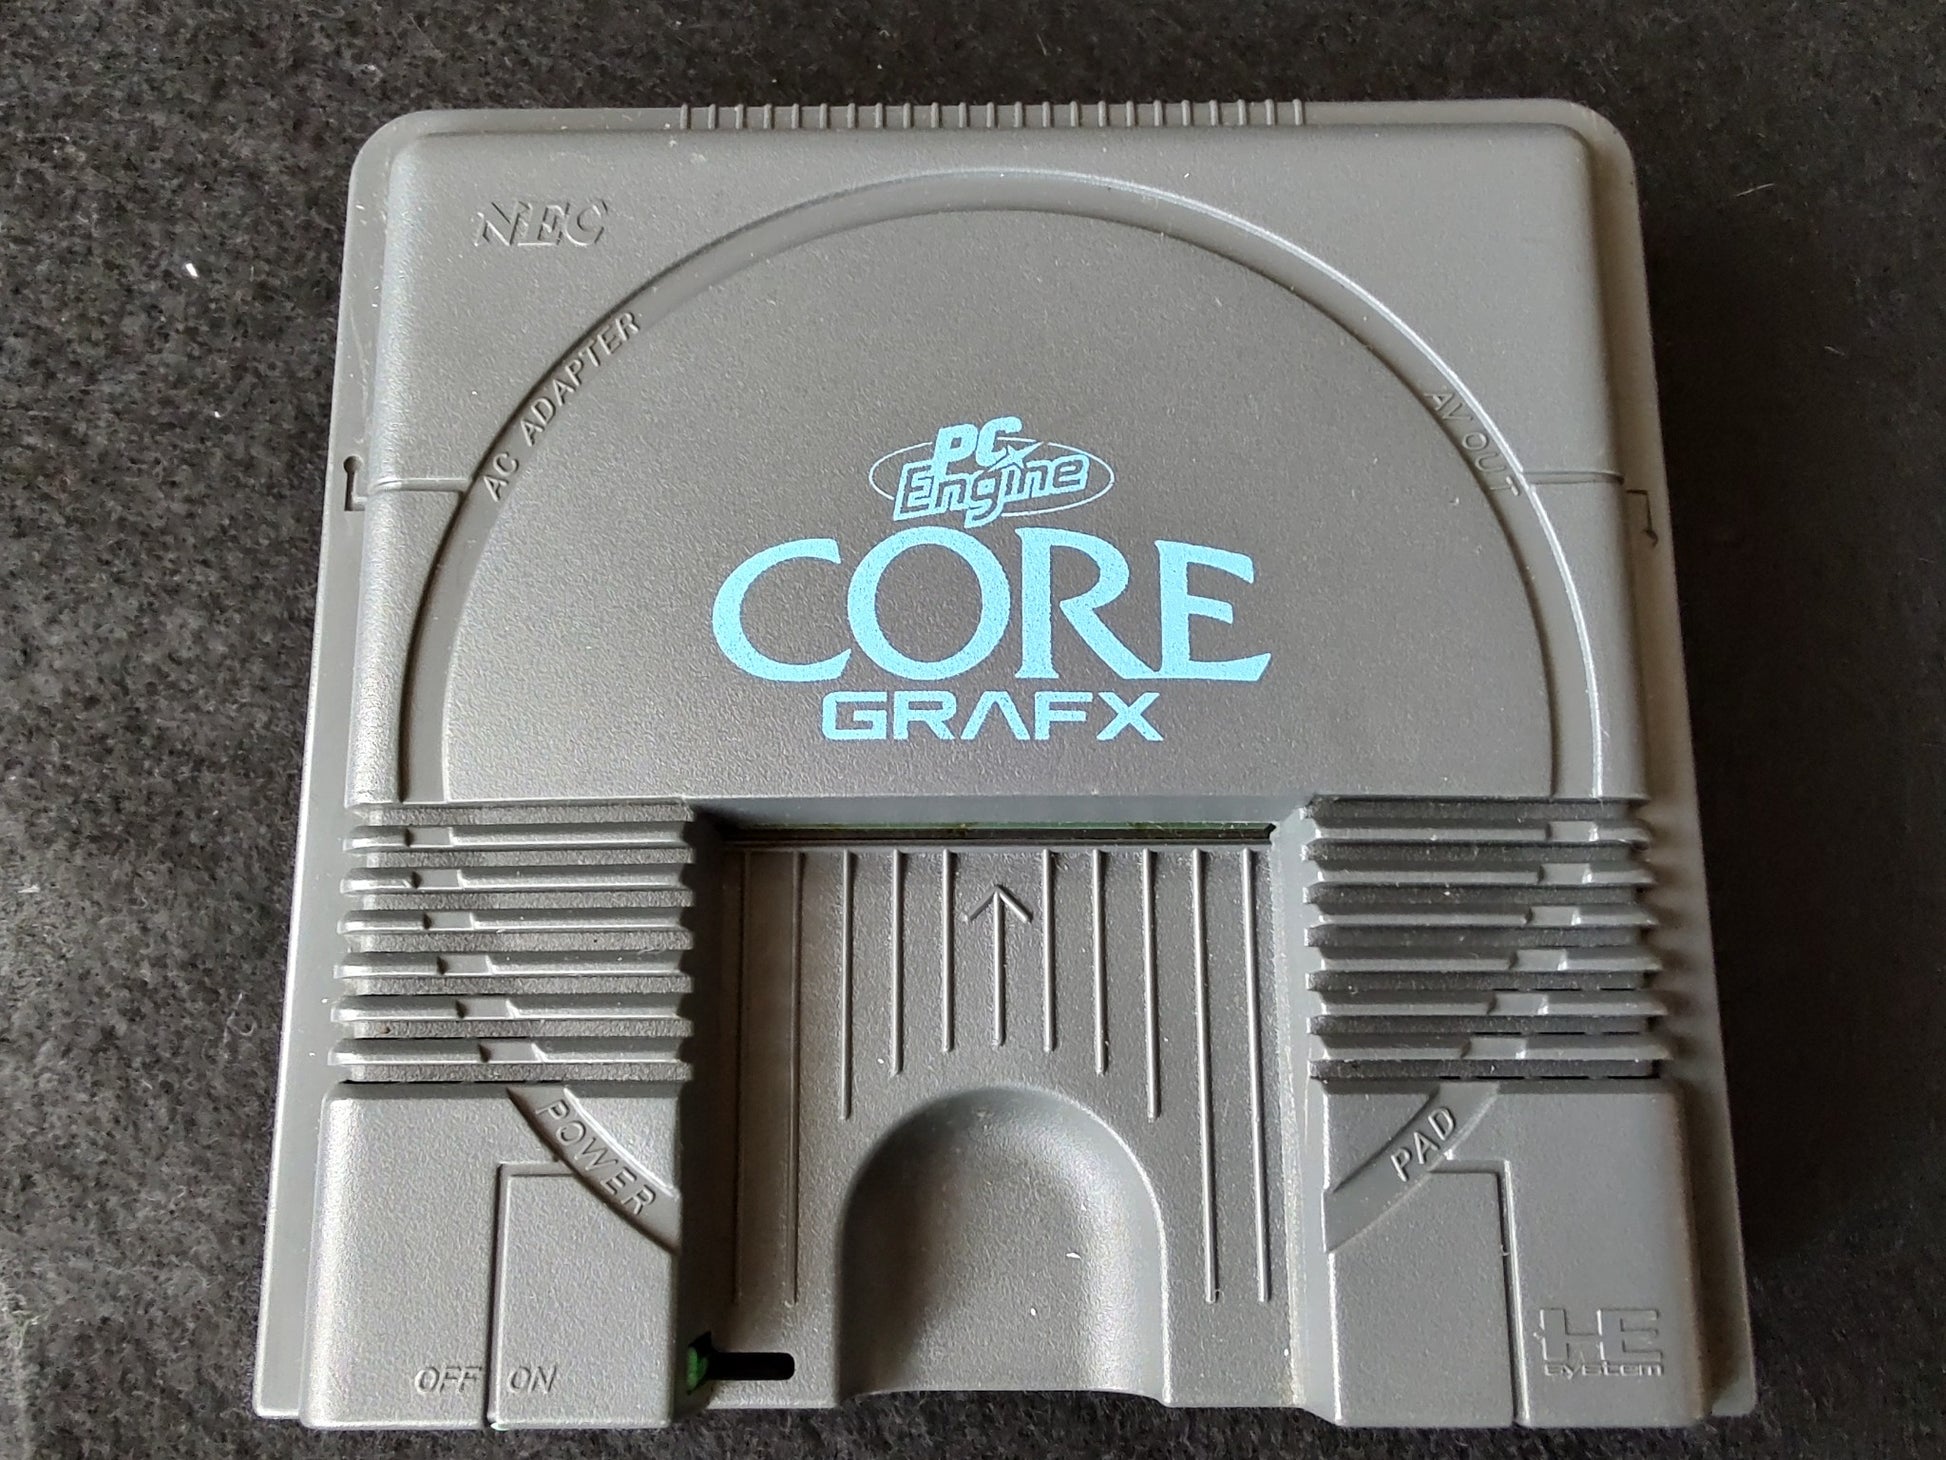 NEC
AC ADAPTER
AV OUT
PC
Engine
CORE
GRAFX
POWER
PAD
OFF ON
HE
system